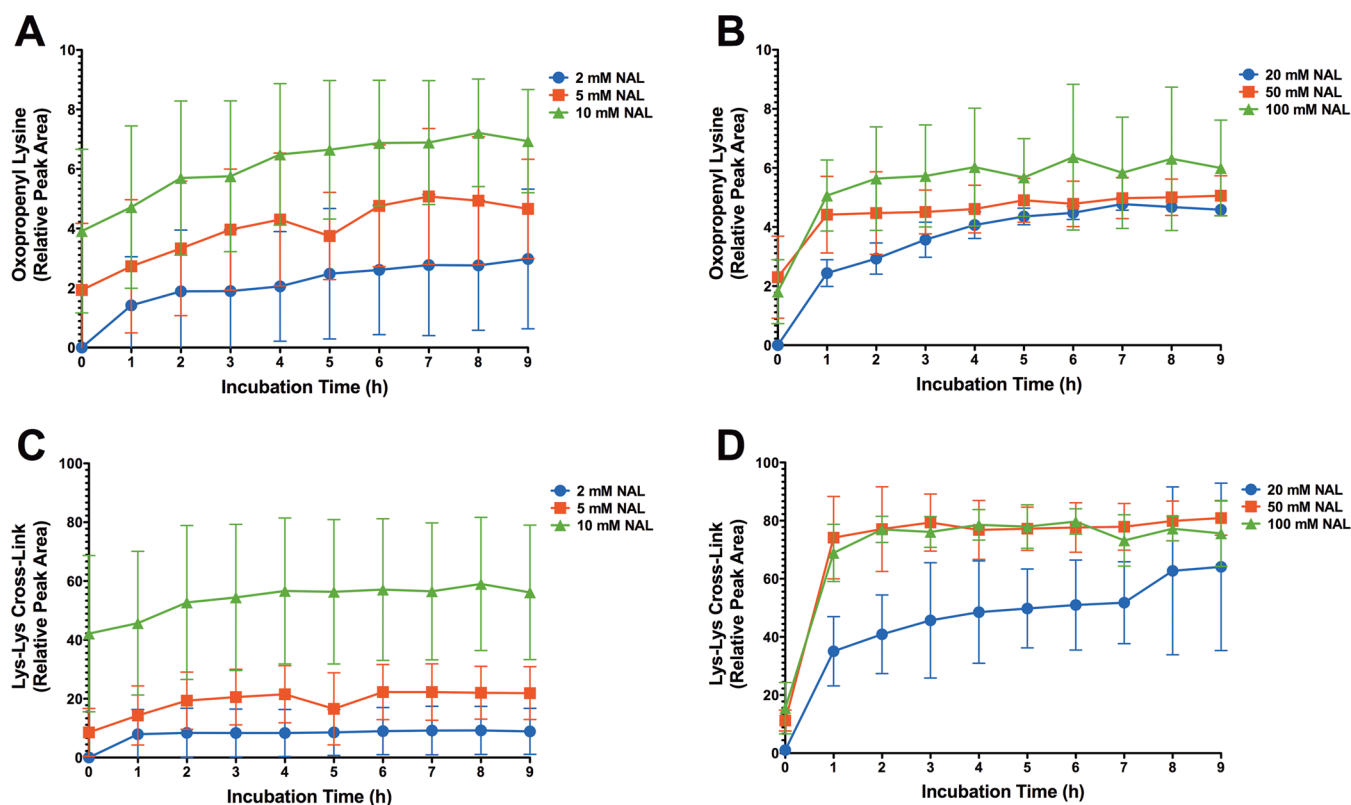 A
Oxopropenyl Lysine
(Relative Peak Area)
10
8
6
4
2
0
0 1 2 3 4 5 6 7 8 9
Incubation Time (h)
2 mM NAL
5 mM NAL
10 mM NAL
B
Oxopropenyl Lysine
(Relative Peak Area)
10
8
6
4
2
0
0 1 2 3 4 5 6 7 8 9
Incubation Time (h)
20 mM NAL
50 mM NAL
100 mM NAL
C
Lys-Lys Cross-Link
(Relative Peak Area)
100
80
60
40
20
0
0 1 2 3 4 5 6 7 8 9
Incubation Time (h)
2 mM NAL
5 mM NAL
10 mM NAL
D
Lys-Lys Cross-Link
(Relative Peak Area)
100
80
60
40
20
0
0 1 2 3 4 5 6 7 8 9
Incubation Time (h)
20 mM NAL
50 mM NAL
100 mM NAL